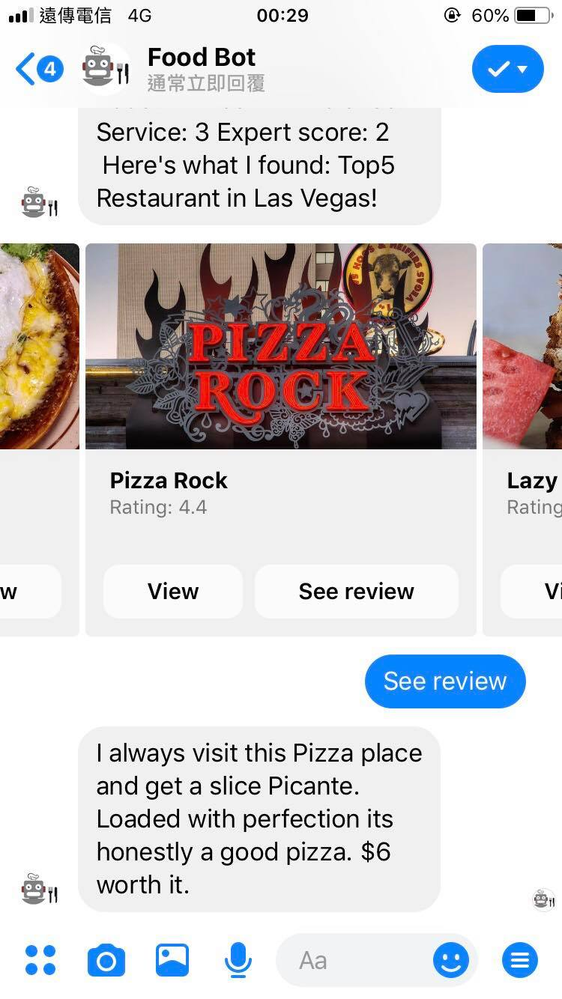 遠傳電信 4G 00:29 60%
4 Food Bot
通常立即回覆
Service: 3 Expert score: 2
Here's what I found: Top5
Restaurant in Las Vegas!
HOGS & HEIFERS
VEGAS
PIZZA
ROCK
Pizza Rock
Rating: 4.4
Lazy
Rating
w
View
See review
Vi
See review
I always visit this Pizza place
and get a slice Picante.
Loaded with perfection its
honestly a good pizza. $6
worth it.
Aa